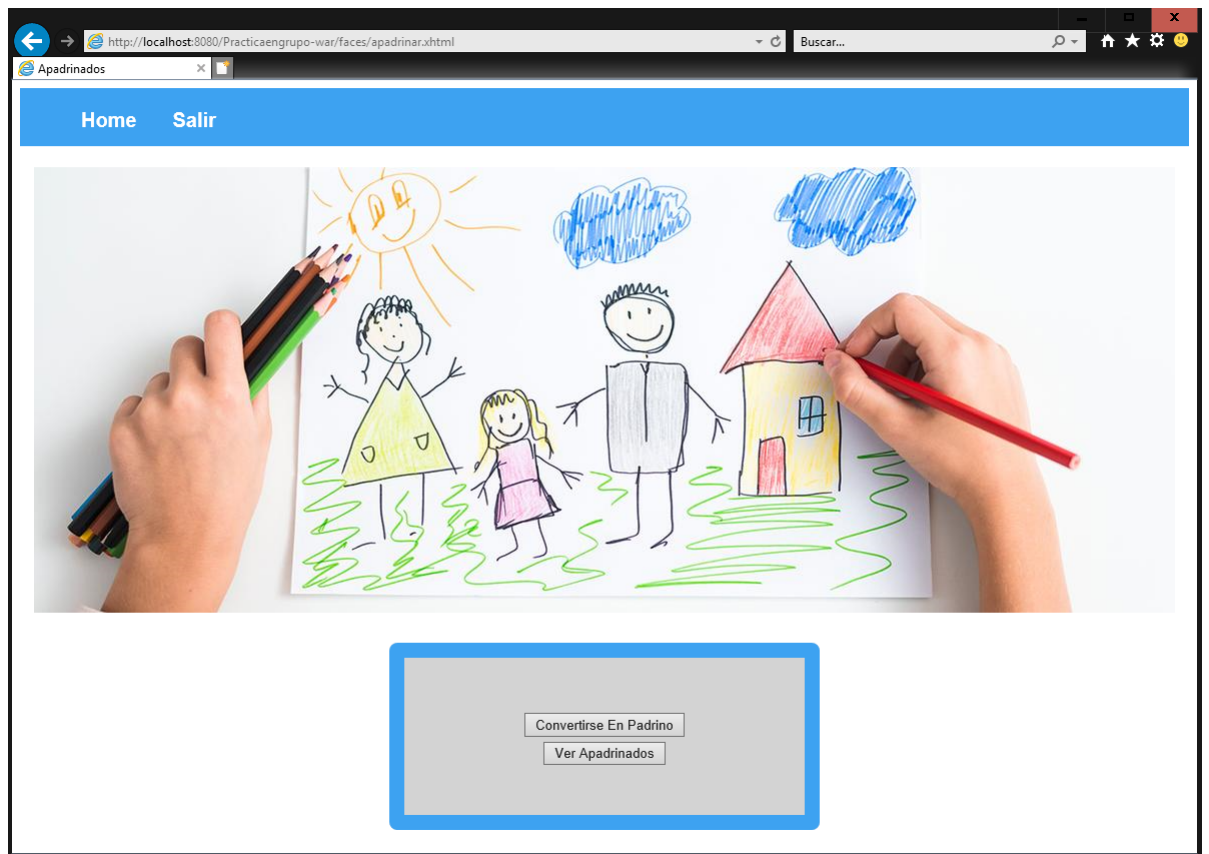 X
http://localhost:8080/Practicaengrupo-war/faces/apadrinar.xhtml
Buscar...
Apadrinados
Home Salir
Convertirse En Padrino
Ver Apadrinados